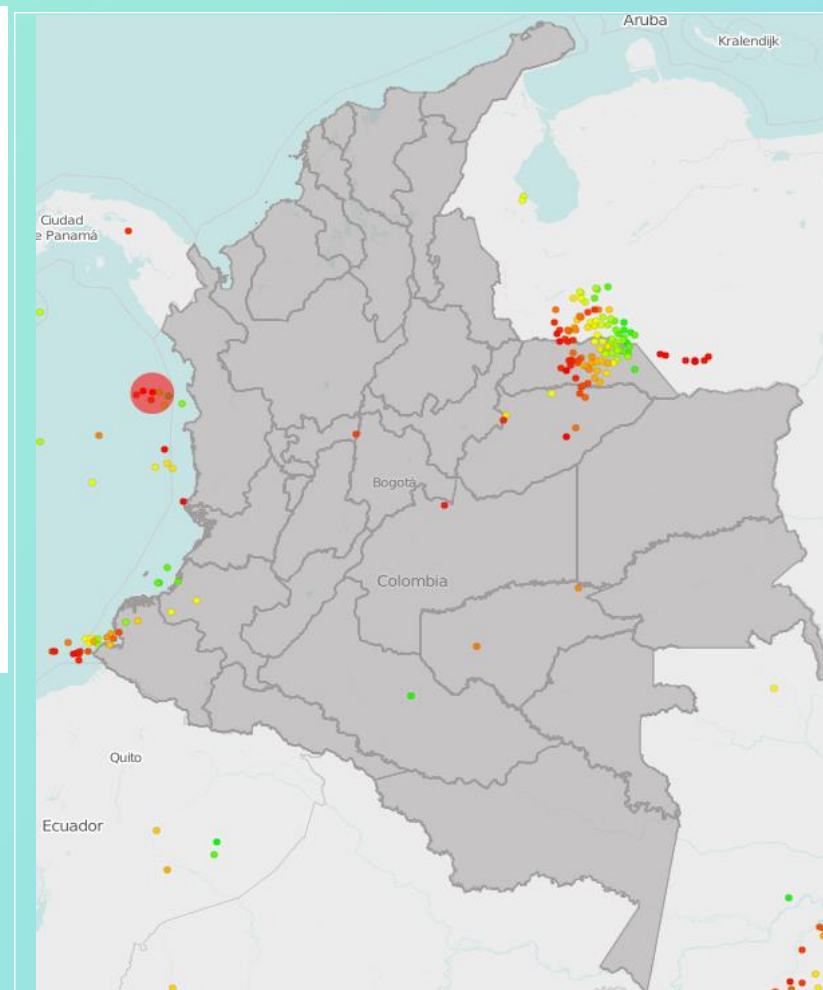 Aruba
Kralendijk
Ciudad
e Panamá
Bogotá
Colombia
Quito
Ecuador